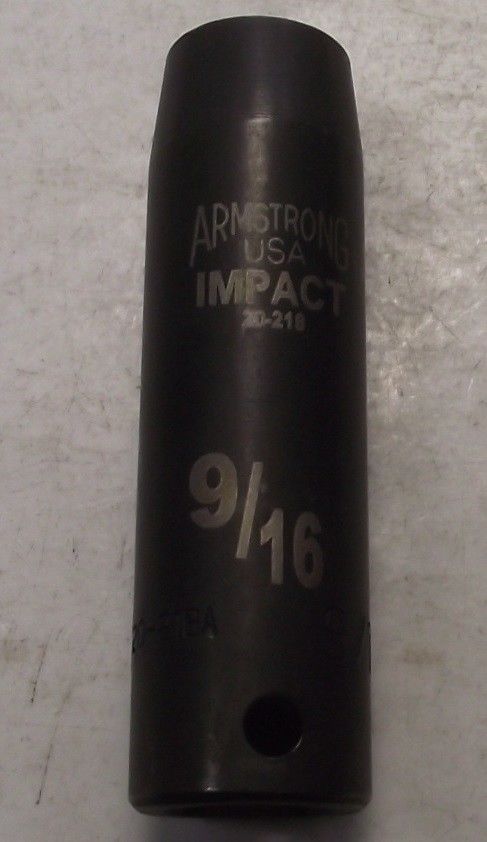 ARMSTRONG
USA
IMPACT
20-218
9/16